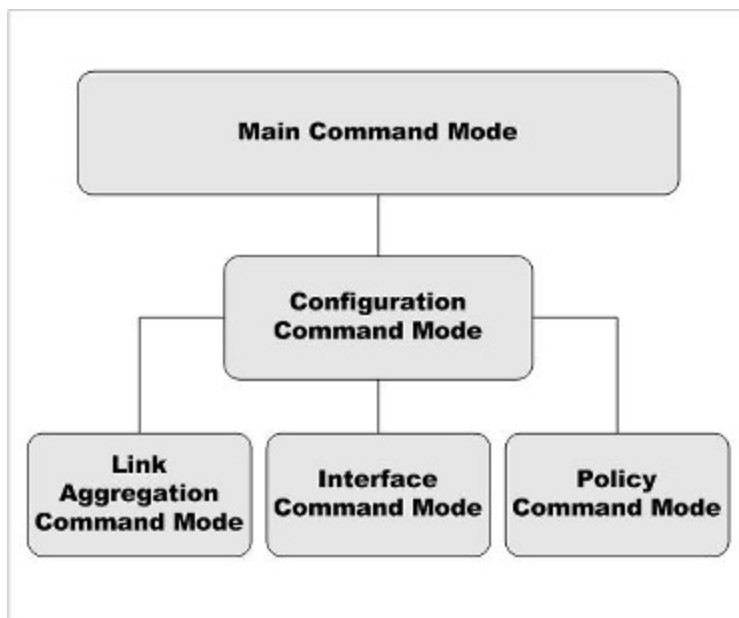 Main Command Mode
Configuration
Command Mode
Link
Aggregation
Command Mode
Interface
Command Mode
Policy
Command Mode